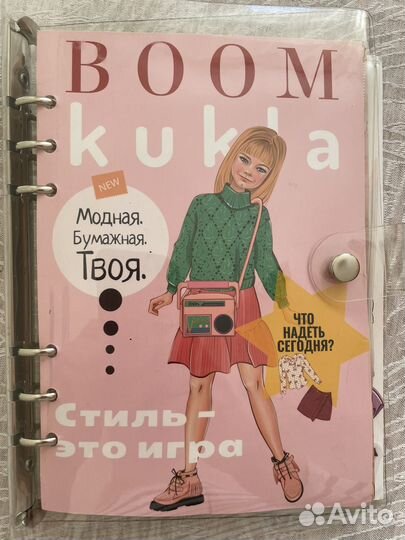 BOOM
kukla
NEW
Модная.
Бумажная.
Твоя.
ЧТО
НАДЕТЬ
СЕГОДНЯ?
Стиль –
это игра
Avito